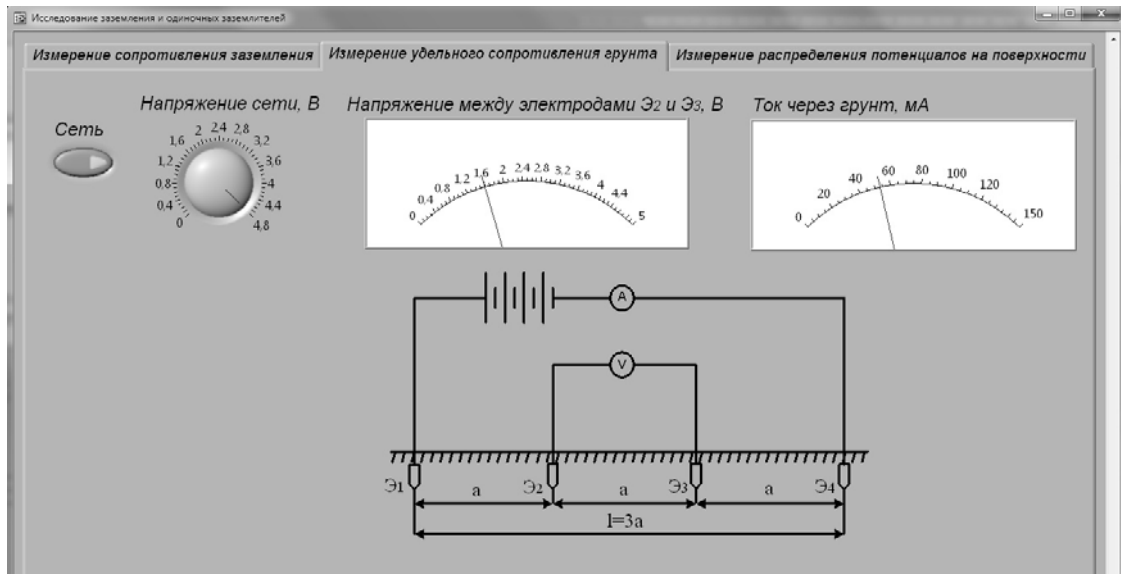 Исследование заземления и одиночных заземлителей
Измерение сопротивления заземления
Измерение удельного сопротивления грунта
Измерение распределения потенциалов на поверхности
Сеть
Напряжение сети, В
0 0,4 0,8 1,2 1,6 2 2,4 2,8 3,2 3,6 4 4,4 4,8
Напряжение между электродами Э2 и Э3, В
0 0,4 0,8 1,2 1,6 2 2,4 2,8 3,2 3,6 4 4,4 5
Ток через грунт, мА
0 20 40 60 80 100 120 150
A
V
Э1 a Э2 a Э3 a Э4
l=3a